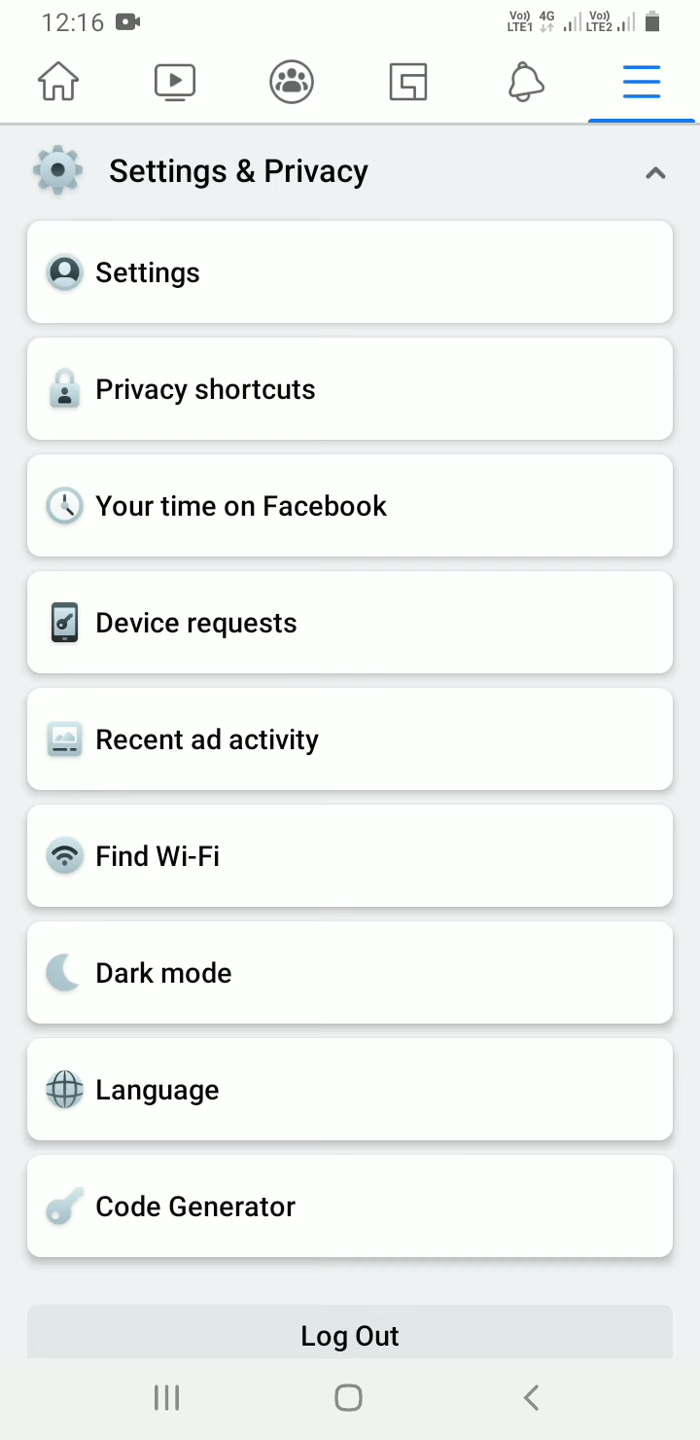 12:16
Vo)) 4G Vo))
LTE1 LTE2
Settings & Privacy
Settings
Privacy shortcuts
Your time on Facebook
Device requests
Recent ad activity
Find Wi-Fi
Dark mode
Language
Code Generator
Log Out